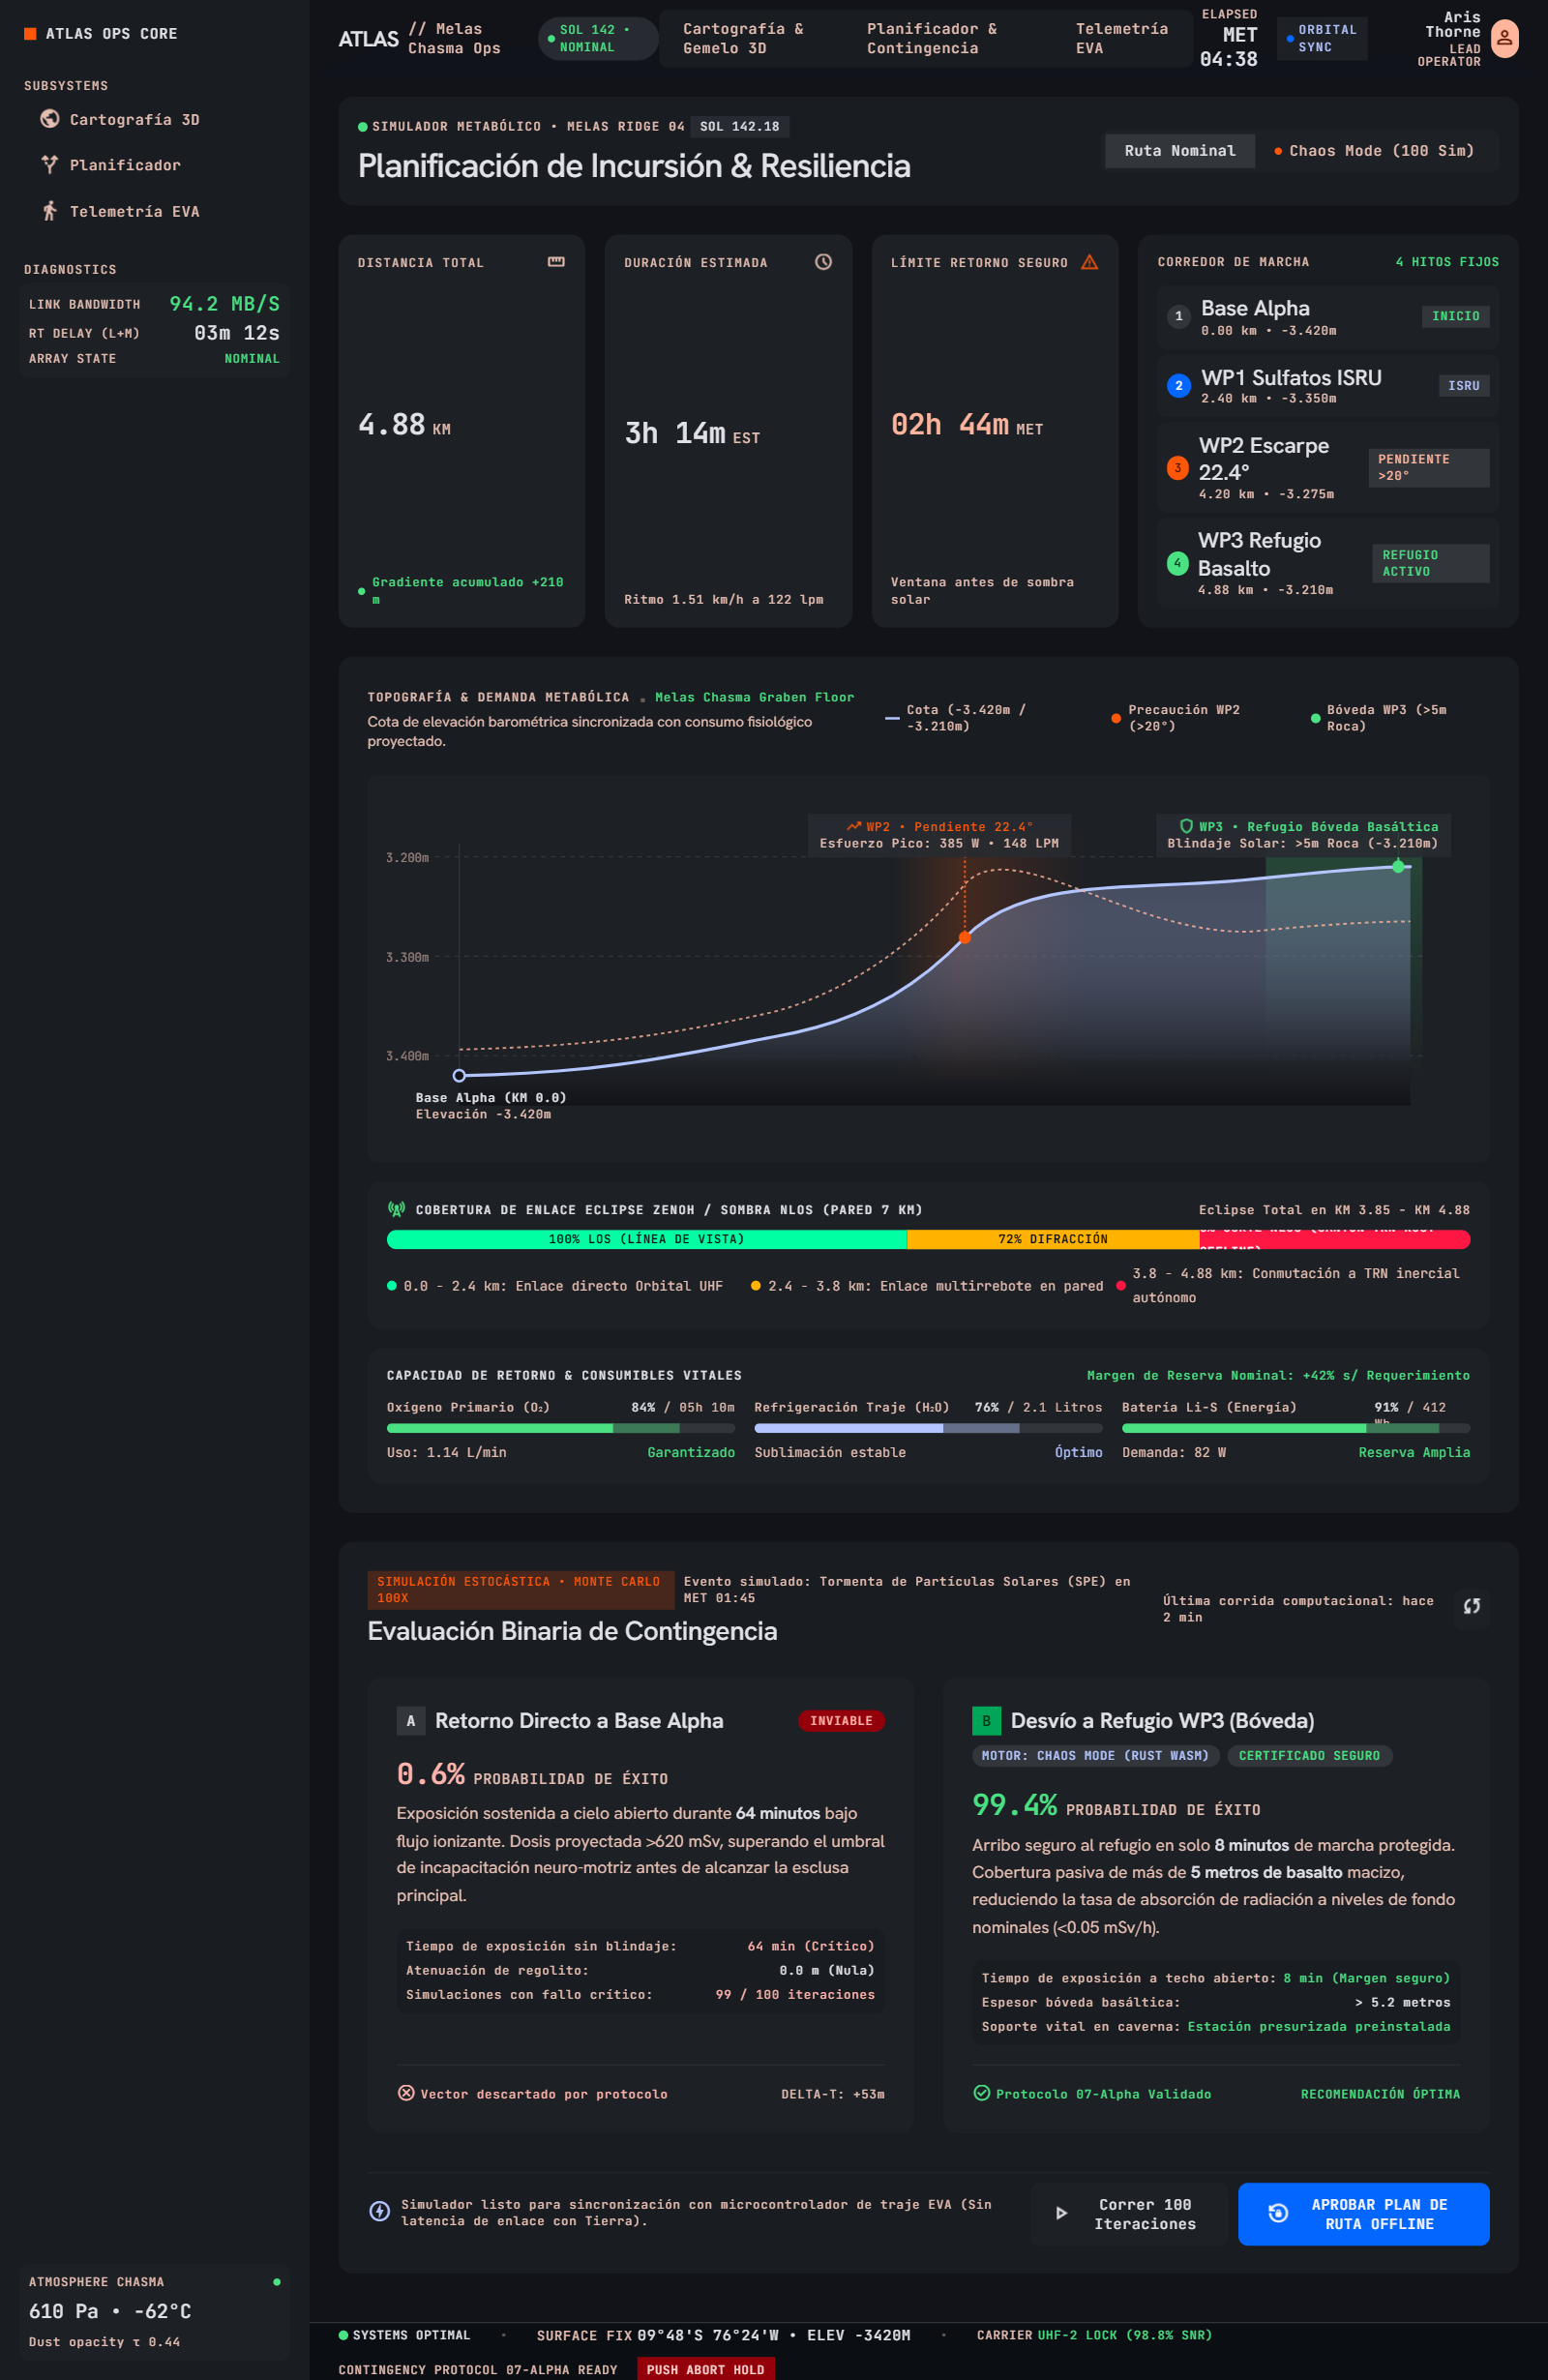 ATLAS OPS CORE
SUBSYSTEMS
Cartografía 3D
Planificador
Telemetría EVA
DIAGNOSTICS
LINK BANDWIDTH 94.2 MB/S
RT DELAY (L+M) 03m 12s
ARRAY STATE NOMINAL
ATMOSPHERE CHASMA
610 Pa • -62°C
Dust opacity τ 0.44
ATLAS
// Melas
Chasma Ops
SOL 142 •
NOMINAL
Cartografía &
Gemelo 3D
Planificador &
Contingencia
Telemetría
EVA
ELAPSED
MET
04:38
ORBITAL
SYNC
Aris
Thorne
LEAD
OPERATOR
SIMULADOR METABÓLICO • MELAS RIDGE 04 SOL 142.18
Planificación de Incursión & Resiliencia
Ruta Nominal
Chaos Mode (100 Sim)
DISTANCIA TOTAL
4.88 KM
Gradiente acumulado +210
m
DURACIÓN ESTIMADA
3h 14m EST
Ritmo 1.51 km/h a 122 lpm
LÍMITE RETORNO SEGURO
02h 44m MET
Ventana antes de sombra
solar
CORREDOR DE MARCHA 4 HITOS FIJOS
1 Base Alpha INICIO
0.00 km • -3.420m
2 WP1 Sulfatos ISRU ISRU
2.40 km • -3.350m
3 WP2 Escarpe
22.4°
4.20 km • -3.275m
PENDIENTE
>20°
4 WP3 Refugio
Basalto
4.88 km • -3.210m
REFUGIO
ACTIVO
TOPOGRAFÍA & DEMANDA METABÓLICA Melas Chasma Graben Floor
Cota de elevación barométrica sincronizada con consumo fisiológico
proyectado.
Cota (-3.420m /
-3.210m)
Precaución WP2
(>20°)
Bóveda WP3 (>5m
Roca)
WP2 • Pendiente 22.4°
Esfuerzo Pico: 385 W • 148 LPM
WP3 • Refugio Bóveda Basáltica
Blindaje Solar: >5m Roca (-3.210m)
3.200m
3.300m
3.400m
Base Alpha (KM 0.0)
Elevación -3.420m
COBERTURA DE ENLACE ECLIPSE ZENOH / SOMBRA NLOS (PARED 7 KM) Eclipse Total en KM 3.85 - KM 4.88
100% LOS (LÍNEA DE VISTA) 72% DIFRACCIÓN
0.0 - 2.4 km: Enlace directo Orbital UHF
2.4 - 3.8 km: Enlace multirrebote en pared
3.8 - 4.88 km: Conmutación a TRN inercial
autónomo
CAPACIDAD DE RETORNO & CONSUMIBLES VITALES Margen de Reserva Nominal: +42% s/ Requerimiento
Oxígeno Primario (O₂) 84% / 05h 10m
Uso: 1.14 L/min Garantizado
Refrigeración Traje (H₂O) 76% / 2.1 Litros
Sublimación estable Óptimo
Batería Li-S (Energía) 91% / 412
Wh
Demanda: 82 W Reserva Amplia
SIMULACIÓN ESTOCÁSTICA • MONTE CARLO
100X
Evento simulado: Tormenta de Partículas Solares (SPE) en
MET 01:45
Evaluación Binaria de Contingencia
Última corrida computacional: hace
2 min
A Retorno Directo a Base Alpha INVIABLE
0.6% PROBABILIDAD DE ÉXITO
Exposición sostenida a cielo abierto durante 64 minutos bajo
flujo ionizante. Dosis proyectada >620 mSv, superando el umbral
de incapacitación neuro-motriz antes de alcanzar la esclusa
principal.
Tiempo de exposición sin blindaje: 64 min (Crítico)
Atenuación de regolito: 0.0 m (Nula)
Simulaciones con fallo crítico: 99 / 100 iteraciones
Vector descartado por protocolo DELTA-T: +53m
B Desvío a Refugio WP3 (Bóveda)
MOTOR: CHAOS MODE (RUST WASM) CERTIFICADO SEGURO
99.4% PROBABILIDAD DE ÉXITO
Arribo seguro al refugio en solo 8 minutos de marcha protegida.
Cobertura pasiva de más de 5 metros de basalto macizo,
reduciendo la tasa de absorción de radiación a niveles de fondo
nominales (<0.05 mSv/h).
Tiempo de exposición a techo abierto: 8 min (Margen seguro)
Espesor bóveda basáltica: > 5.2 metros
Soporte vital en caverna: Estación presurizada preinstalada
Protocolo 07-Alpha Validado RECOMENDACIÓN ÓPTIMA
Simulador listo para sincronización con microcontrolador de traje EVA (Sin
latencia de enlace con Tierra).
Correr 100
Iteraciones
APROBAR PLAN DE
RUTA OFFLINE
SYSTEMS OPTIMAL • SURFACE FIX 09°48'S 76°24'W • ELEV -3420M • CARRIER UHF-2 LOCK (98.8% SNR)
CONTINGENCY PROTOCOL 07-ALPHA READY PUSH ABORT HOLD